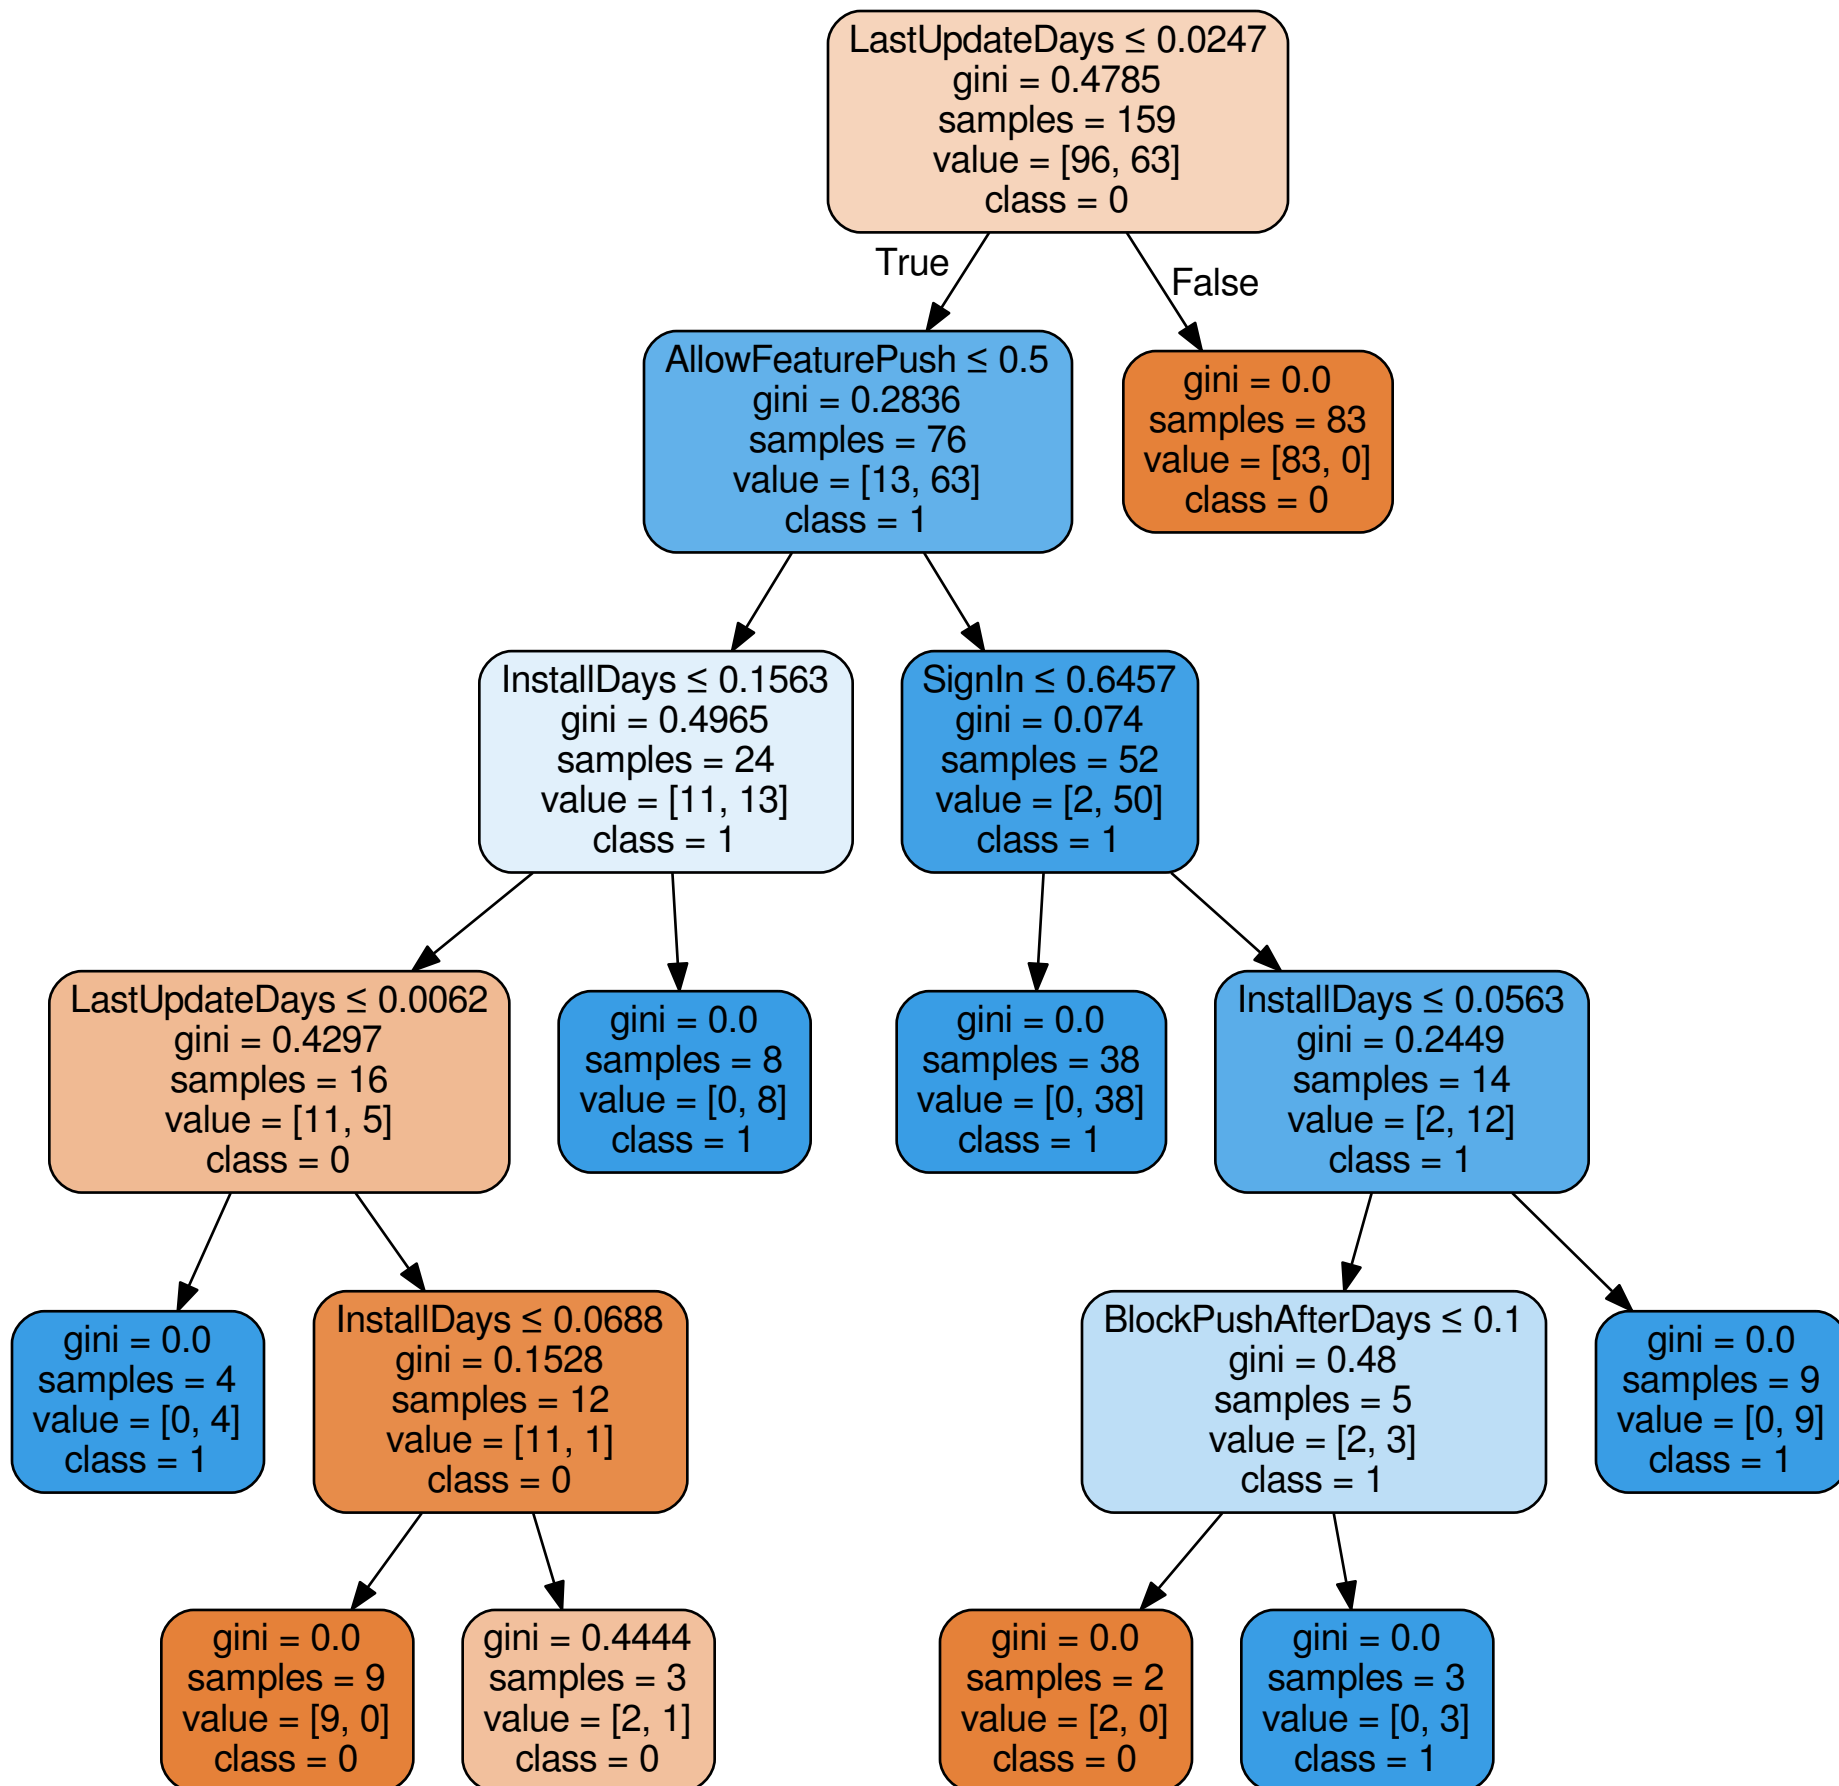 LastUpdateDays ≤ 0.0247
gini = 0.4785
samples = 159
value = [96, 63]
class = 0
True
False
AllowFeaturePush ≤ 0.5
gini = 0.2836
samples = 76
value = [13, 63]
class = 1
gini = 0.0
samples = 83
value = [83, 0]
class = 0
InstallDays ≤ 0.1563
gini = 0.4965
samples = 24
value = [11, 13]
class = 1
SignIn ≤ 0.6457
gini = 0.074
samples = 52
value = [2, 50]
class = 1
LastUpdateDays ≤ 0.0062
gini = 0.4297
samples = 16
value = [11, 5]
class = 0
gini = 0.0
samples = 8
value = [0, 8]
class = 1
gini = 0.0
samples = 38
value = [0, 38]
class = 1
InstallDays ≤ 0.0563
gini = 0.2449
samples = 14
value = [2, 12]
class = 1
gini = 0.0
samples = 4
value = [0, 4]
class = 1
InstallDays ≤ 0.0688
gini = 0.1528
samples = 12
value = [11, 1]
class = 0
BlockPushAfterDays ≤ 0.1
gini = 0.48
samples = 5
value = [2, 3]
class = 1
gini = 0.0
samples = 9
value = [0, 9]
class = 1
gini = 0.0
samples = 9
value = [9, 0]
class = 0
gini = 0.4444
samples = 3
value = [2, 1]
class = 0
gini = 0.0
samples = 2
value = [2, 0]
class = 0
gini = 0.0
samples = 3
value = [0, 3]
class = 1